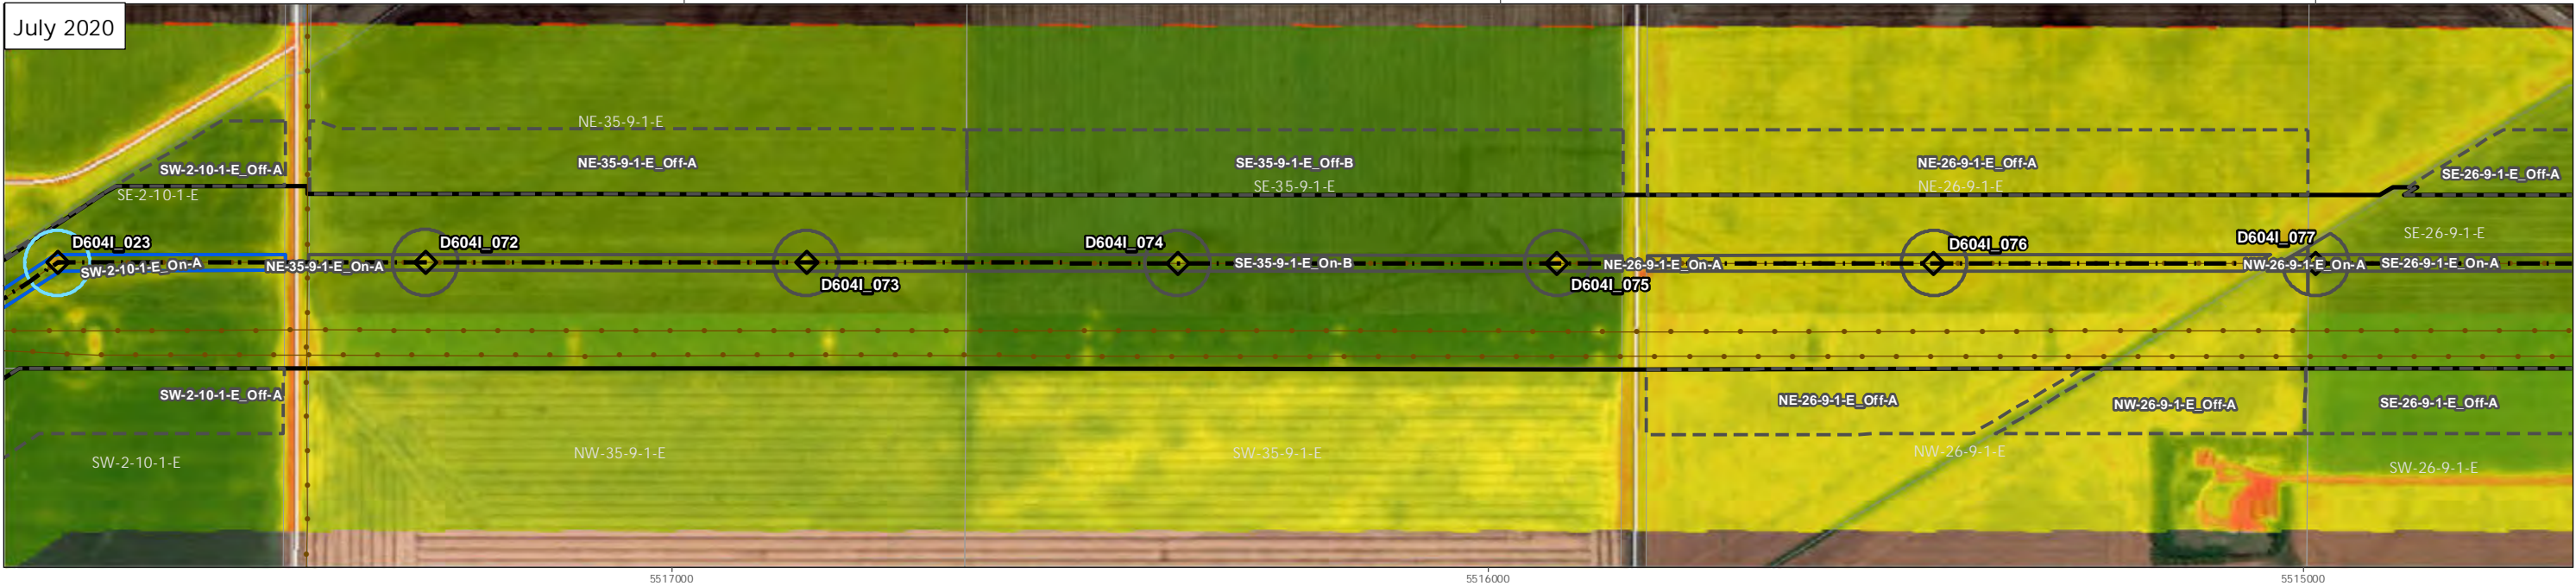 July 2020
NE-35-9-1-E
SW-2-10-1-E_Off-A
NE-35-9-1-E_Off-A
SE-35-9-1-E_Off-B
NE-26-9-1-E_Off-A
SE-26-9-1-E_Off-A
SE-2-10-1-E
SE-35-9-1-E
NE-26-9-1-E
SE-26-9-1-E
D604I_023
D604I_072
D604I_074
D604I_076
D604I_077
SW-2-10-1-E_On-A
NE-35-9-1-E_On-A
SE-35-9-1-E_On-B
NE-26-9-1-E_On-A
NW-26-9-1-E_On-A
SE-26-9-1-E_On-A
D604I_073
D604I_075
SW-2-10-1-E_Off-A
NE-26-9-1-E_Off-A
NW-26-9-1-E_Off-A
SE-26-9-1-E_Off-A
SW-2-10-1-E
NW-35-9-1-E
SW-35-9-1-E
NW-26-9-1-E
SW-26-9-1-E
5517000
5516000
5515000